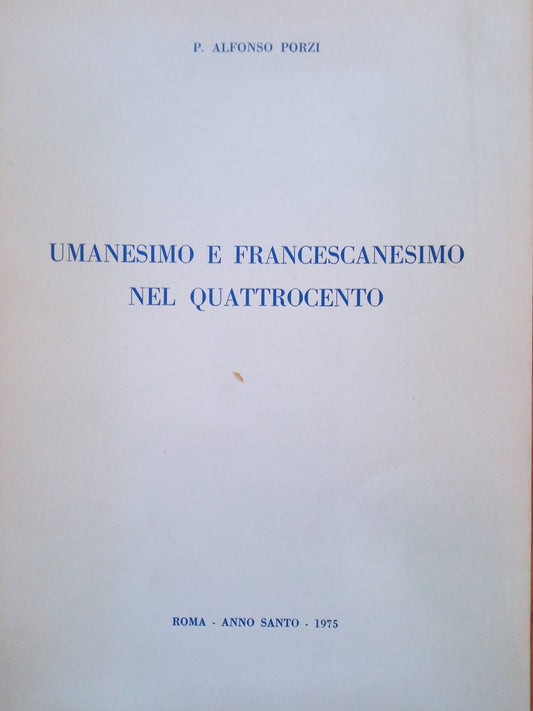 P. ALFONSO PORZI
UMANESIMO E FRANCESCANESIMO
NEL QUATTROCENTO
ROMA - ANNO SANTO - 1975